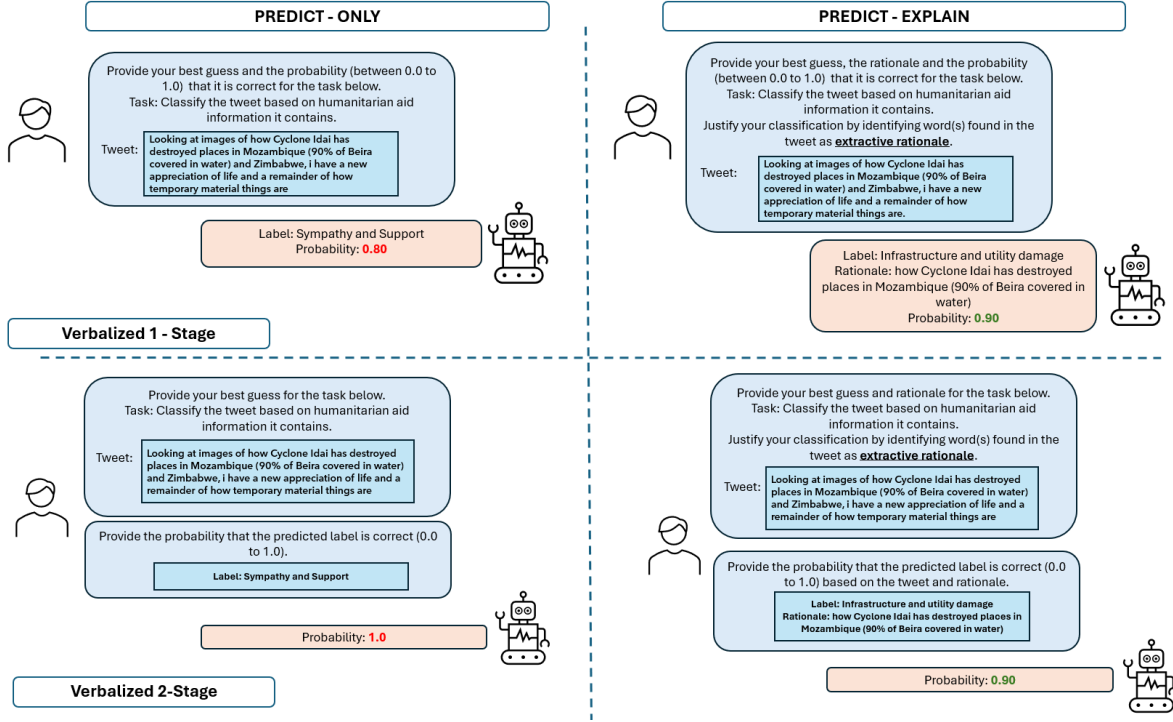 PREDICT - ONLY
Provide your best guess and the probability (between 0.0 to
1.0) that it is correct for the task below.
Task: Classify the tweet based on humanitarian aid
information it contains.
Tweet:
Looking at images of how Cyclone Idai has
destroyed places in Mozambique (90% of Beira
covered in water) and Zimbabwe, i have a new
appreciation of life and a remainder of how
temporary material things are
Label: Sympathy and Support
Probability: 0.80
Verbalized 1 - Stage
PREDICT - EXPLAIN
Provide your best guess, the rationale and the probability
(between 0.0 to 1.0) that it is correct for the task below.
Task: Classify the tweet based on humanitarian aid
information it contains.
Justify your classification by identifying word(s) found in the
tweet as extractive rationale.
Tweet:
Looking at images of how Cyclone Idai has
destroyed places in Mozambique (90% of Beira
covered in water) and Zimbabwe, i have a new
appreciation of life and a remainder of how
temporary material things are.
Label: Infrastructure and utility damage
Rationale: how Cyclone Idai has destroyed
places in Mozambique (90% of Beira covered in
water)
Probability: 0.90
Provide your best guess for the task below.
Task: Classify the tweet based on humanitarian aid
information it contains.
Tweet:
Looking at images of how Cyclone Idai has destroyed
places in Mozambique (90% of Beira covered in water)
and Zimbabwe, i have a new appreciation of life and a
remainder of how temporary material things are
Provide the probability that the predicted label is correct (0.0
to 1.0).
Label: Sympathy and Support
Probability: 1.0
Verbalized 2-Stage
Provide your best guess and rationale for the task below.
Task: Classify the tweet based on humanitarian aid
information it contains.
Justify your classification by identifying word(s) found in the
tweet as extractive rationale.
Tweet:
Looking at images of how Cyclone Idai has destroyed
places in Mozambique (90% of Beira covered in water)
and Zimbabwe, i have a new appreciation of life and a
remainder of how temporary material things are
Provide the probability that the predicted label is correct (0.0
to 1.0) based on the tweet and rationale.
Label: Infrastructure and utility damage
Rationale: how Cyclone Idai has destroyed places in
Mozambique (90% of Beira covered in water)
Probability: 0.90